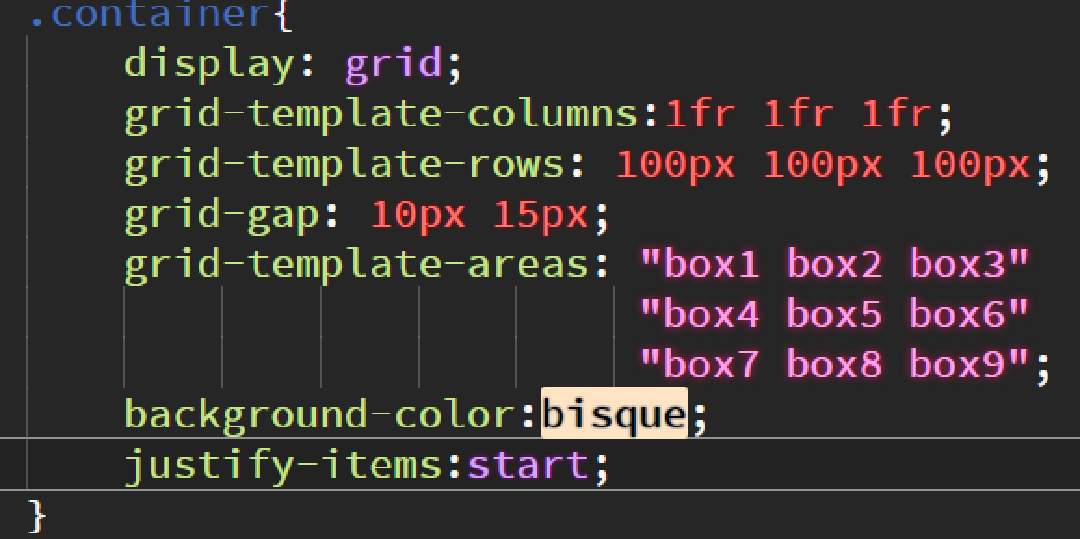 .container{
display: grid;
grid-template-columns:1fr 1fr 1fr;
grid-template-rows: 100px 100px 100px;
grid-gap: 10px 15px;
grid-template-areas: "box1 box2 box3"
"box4 box5 box6"
"box7 box8 box9";
background-color:bisque;
justify-items:start;
}